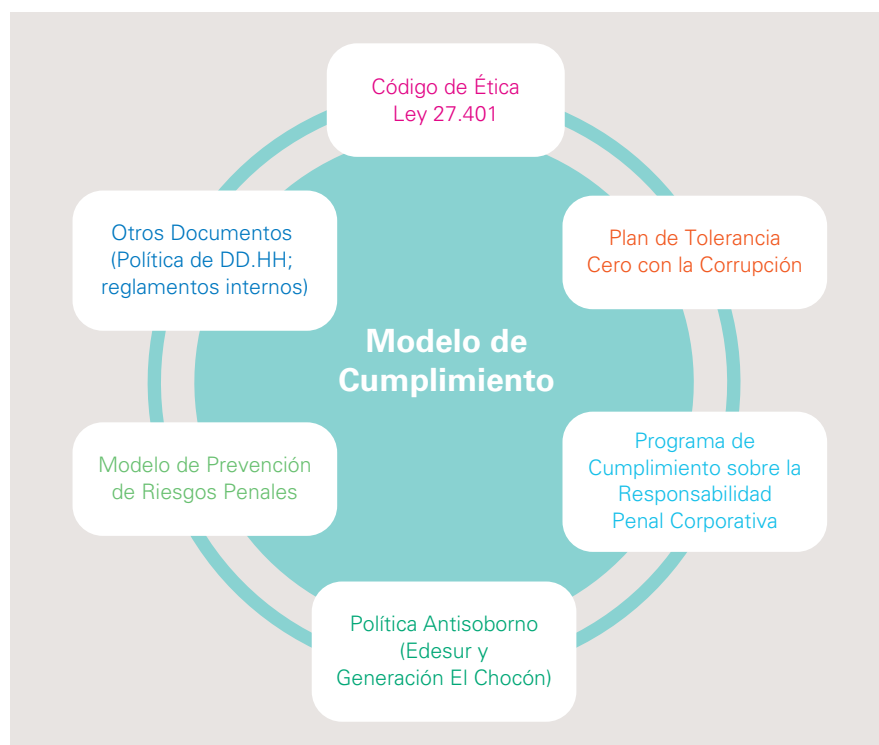 Código de Ética
Ley 27.401
Otros Documentos
(Política de DD.HH;
reglamentos internos)
Plan de Tolerancia
Cero con la Corrupción
Modelo de
Cumplimiento
Modelo de Prevención
de Riesgos Penales
Programa de
Cumplimiento sobre la
Responsabilidad
Penal Corporativa
Política Antisoborno
(Edesur y
Generación El Chocón)